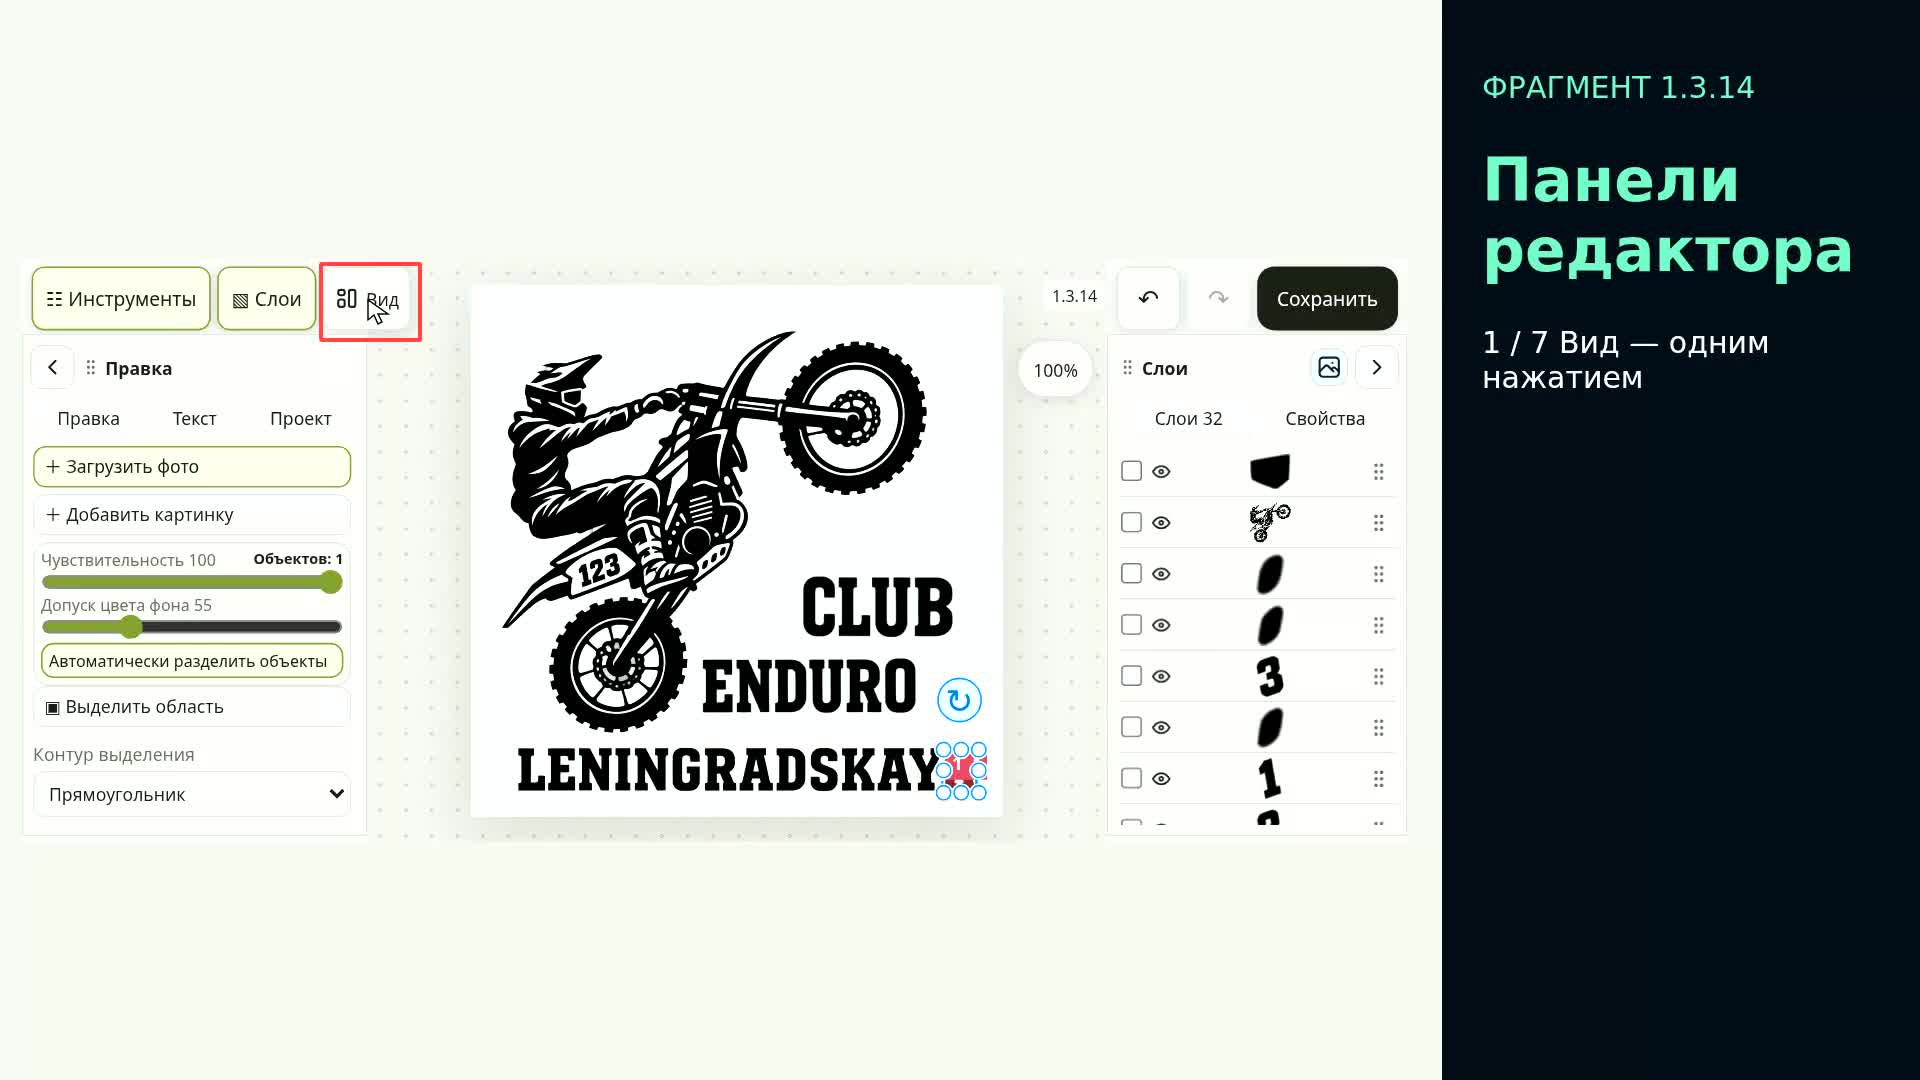 Инструменты
Слои
Вид
1.3.14
Сохранить
Правка
Правка Текст Проект
+ Загрузить фото
+ Добавить картинку
Чувствительность 100 Объектов: 1
Допуск цвета фона 55
Автоматически разделить объекты
Выделить область
Контур выделения
Прямоугольник
123
CLUB
ENDURO
LENINGRADSKAY
100%
Слои
Слои 32 Свойства
3
1
ФРАГМЕНТ 1.3.14
Панели
редактора
1 / 7 Вид — одним
нажатием